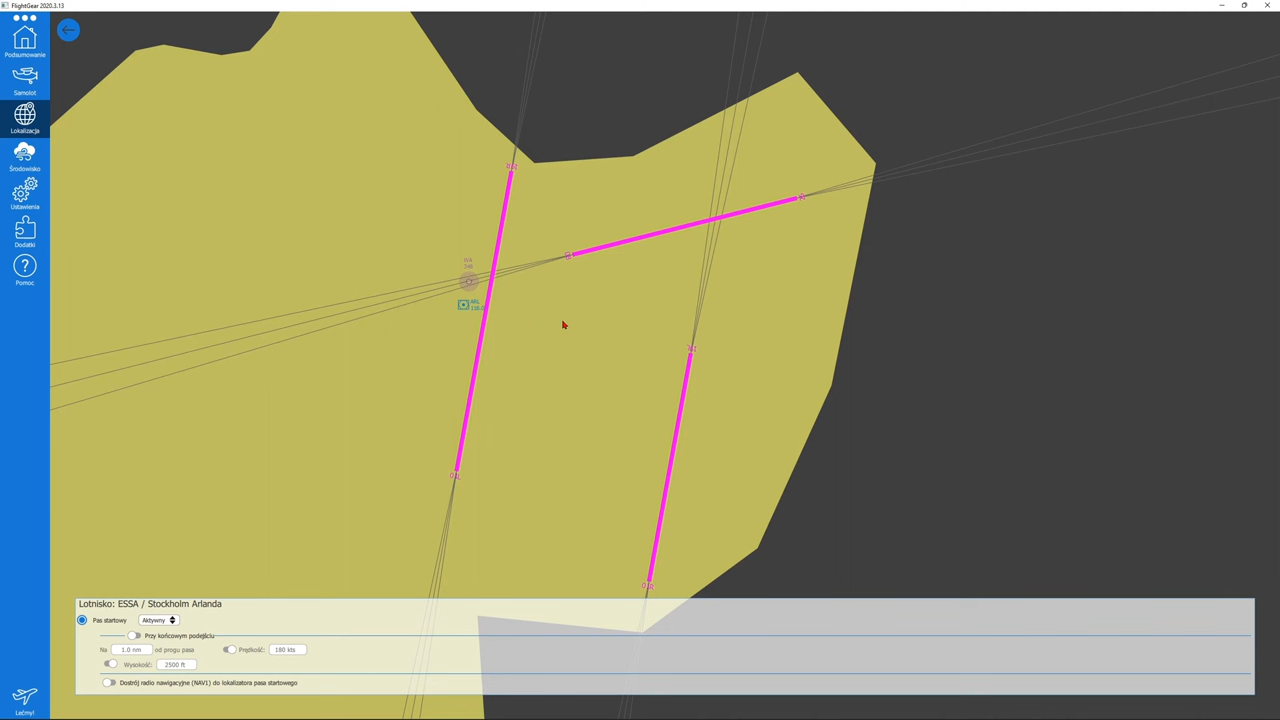 FlightGear 2020.3.13
Podsumowanie
Samolot
Lokalizacja
Środowisko
Ustawienia
Dodatki
Pomoc
Lećmy!
ARL
Lotnisko: ESSA / Stockholm Arlanda
Pas startowy Aktywny
Przy końcowym podejściu
Na 1.0 nm od progu pasa Prędkość: 180 kts
Wysokość: 2500 ft
Dostrój radio nawigacyjne (NAV1) do lokalizatora pasa startowego